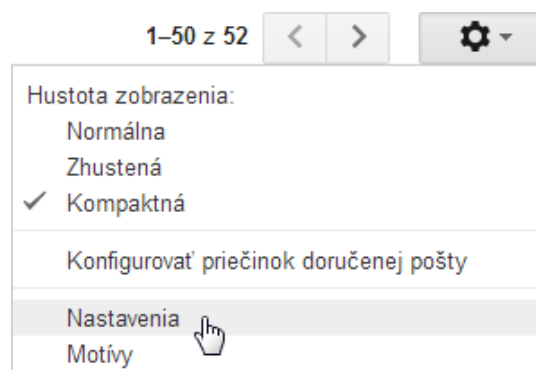 1–50 z 52
Hustota zobrazenia:
Normálna
Zhustená
Kompaktná
Konfigurovať priečinok doručenej pošty
Nastavenia
Motívy